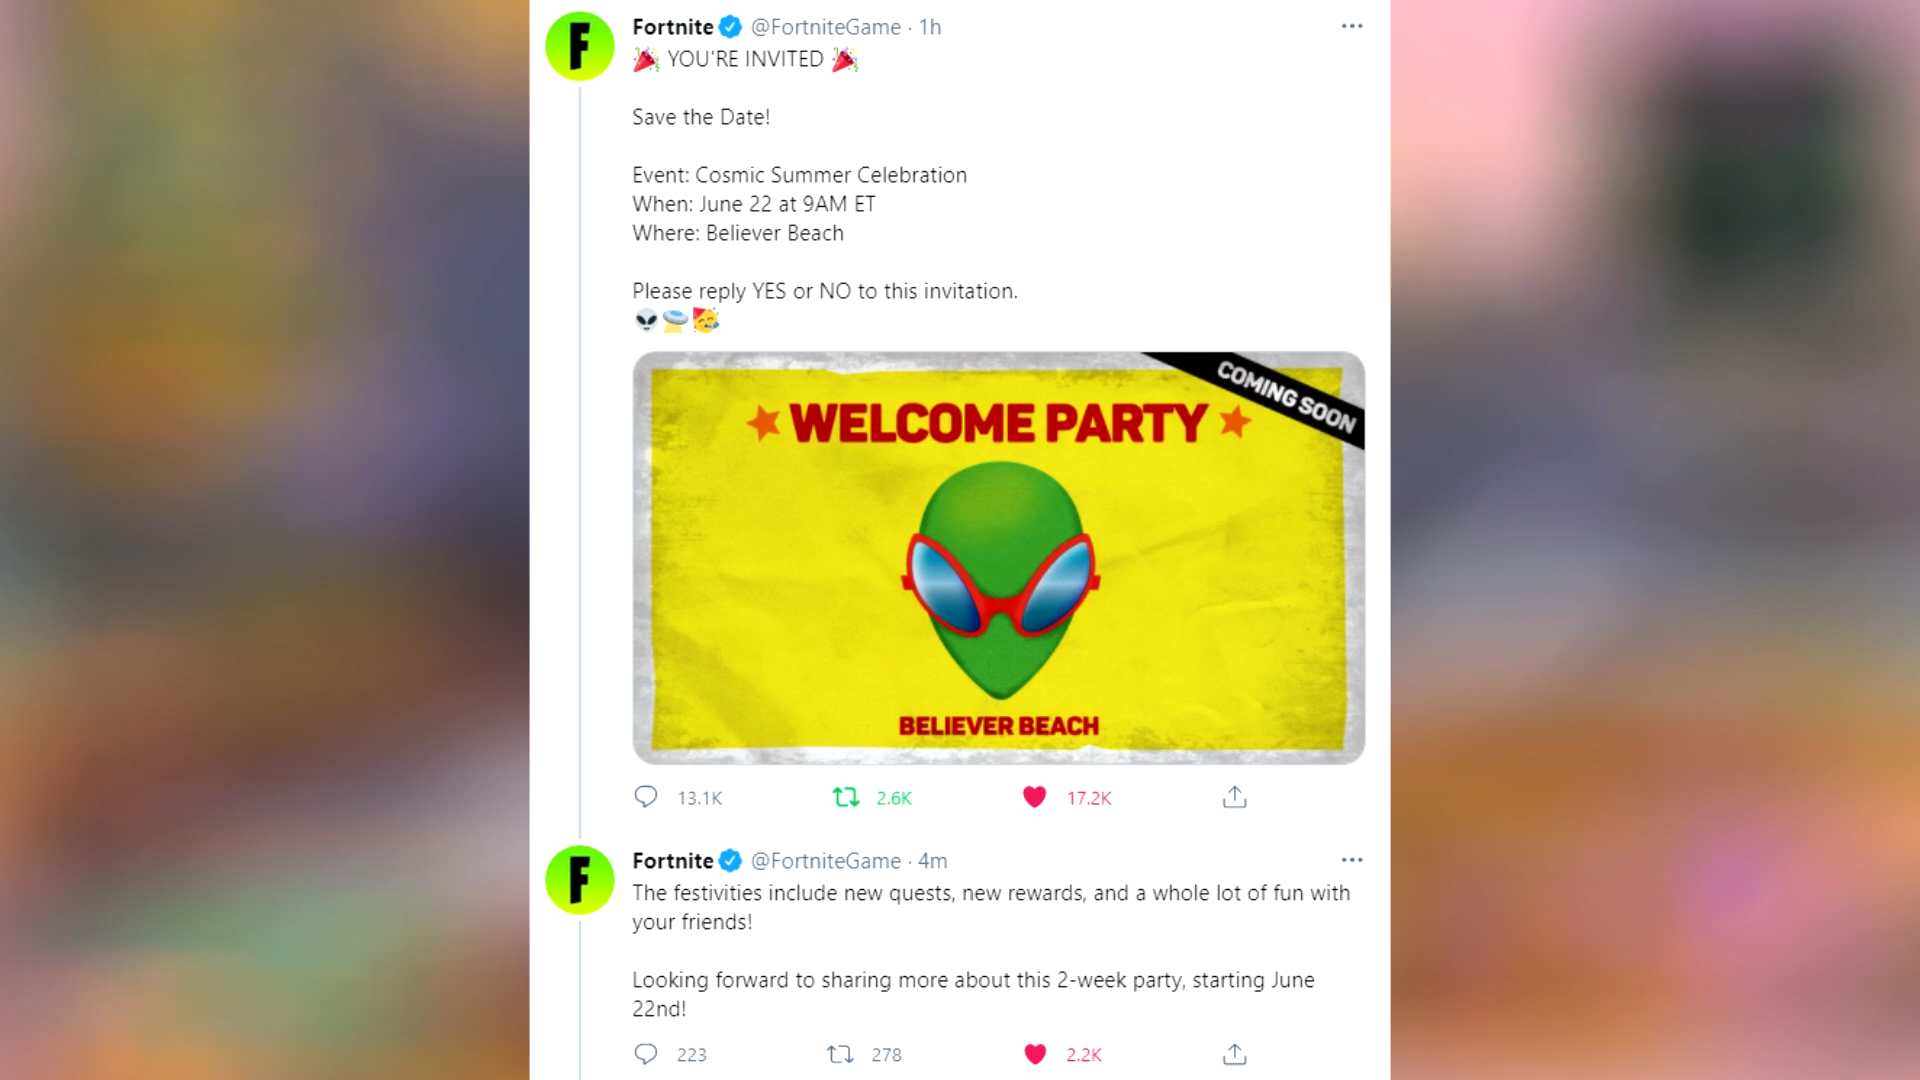 Fortnite @FortniteGame · 1h
🎉 YOU'RE INVITED 🎉
Save the Date!
Event: Cosmic Summer Celebration
When: June 22 at 9AM ET
Where: Believer Beach
Please reply YES or NO to this invitation.
👽🛸🥳
COMING SOON
WELCOME PARTY
BELIEVER BEACH
13.1K 2.6K 17.2K
Fortnite @FortniteGame · 4m
The festivities include new quests, new rewards, and a whole lot of fun with
your friends!
Looking forward to sharing more about this 2-week party, starting June
22nd!
223 278 2.2K